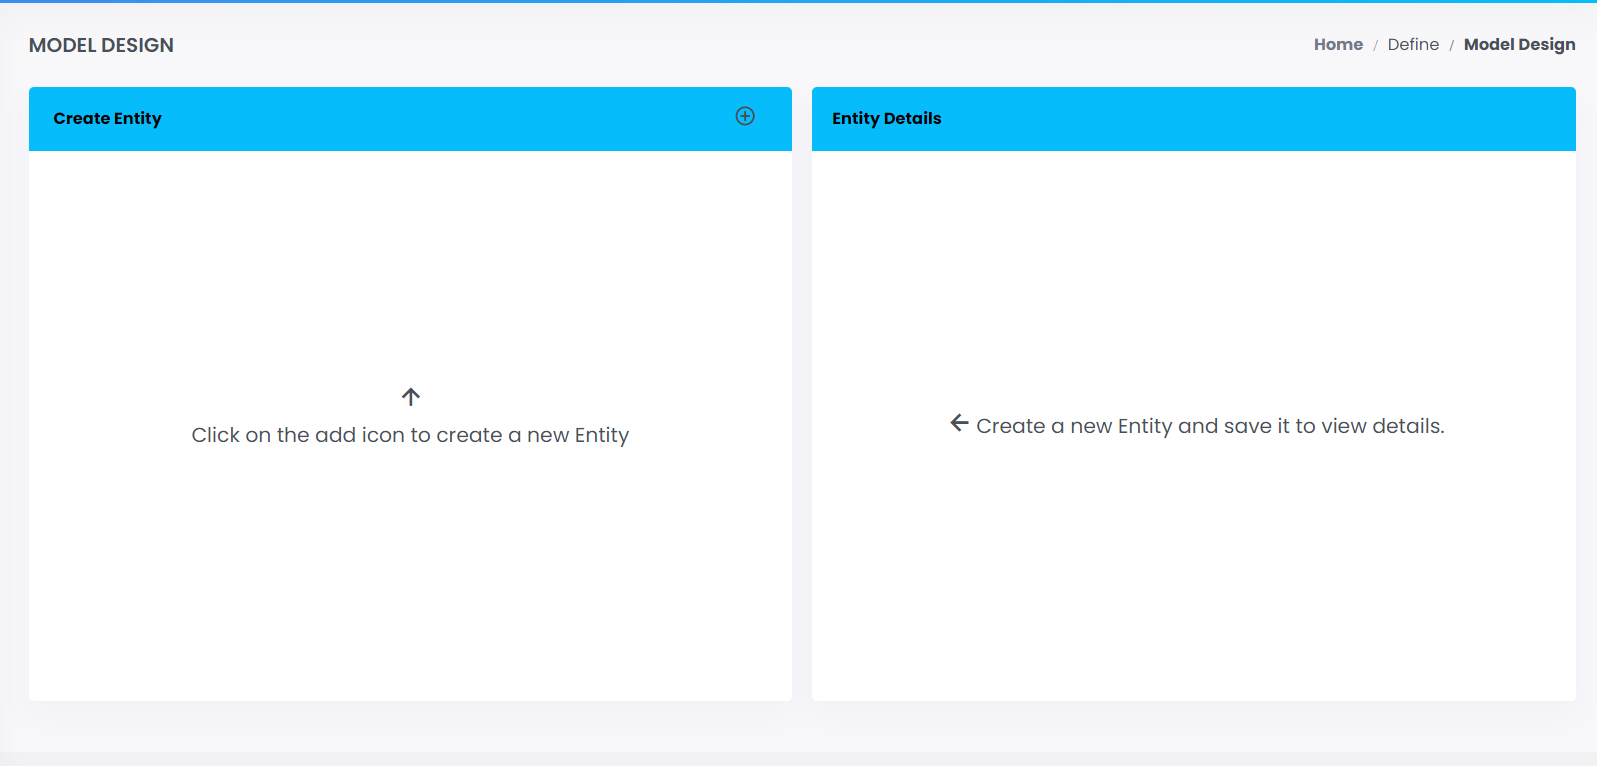 MODEL DESIGN
Home / Define / Model Design
Create Entity
Entity Details
Click on the add icon to create a new Entity
Create a new Entity and save it to view details.